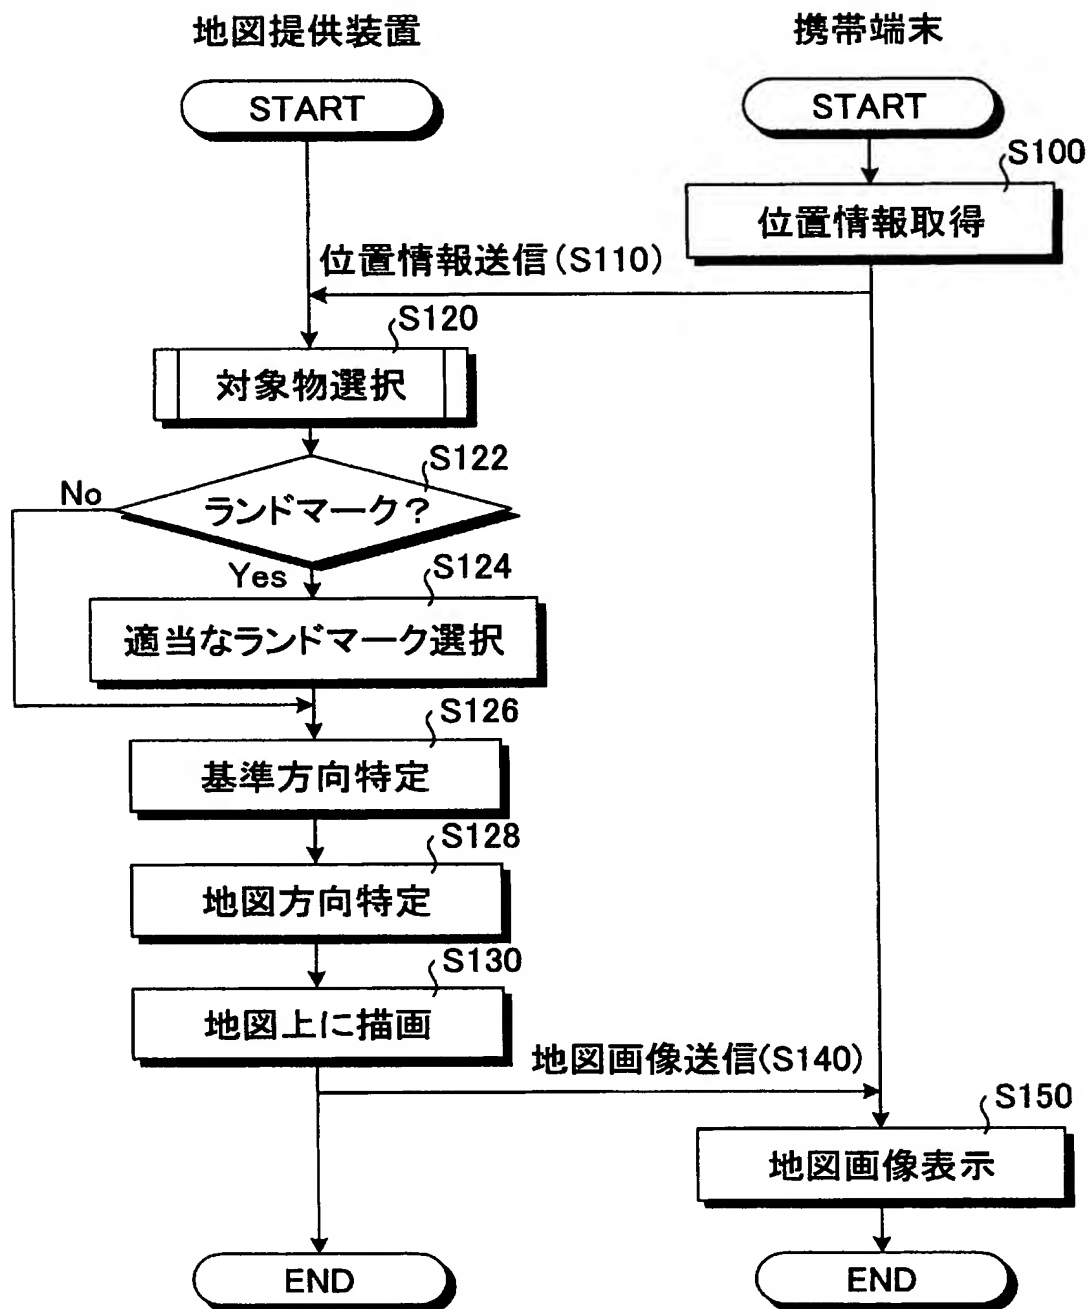 地図提供装置
携帯端末
START
START
S100
位置情報取得
位置情報送信(S110)
S120
対象物選択
S122
ランドマーク?
No
Yes
S124
適当なランドマーク選択
S126
基準方向特定
S128
地図方向特定
S130
地図上に描画
地図画像送信(S140)
S150
地図画像表示
END
END